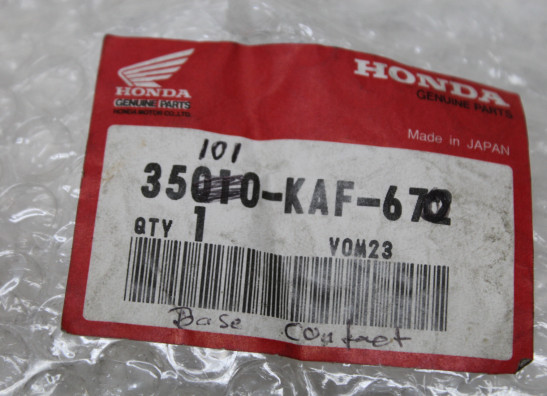 HONDA
GENUINE PARTS
HONDA MOTOR CO., LTD.
HONDA
GENUINE PARTS
Made in JAPAN
101
35010-KAF-672
QTY 1 VOM23
Base Contact